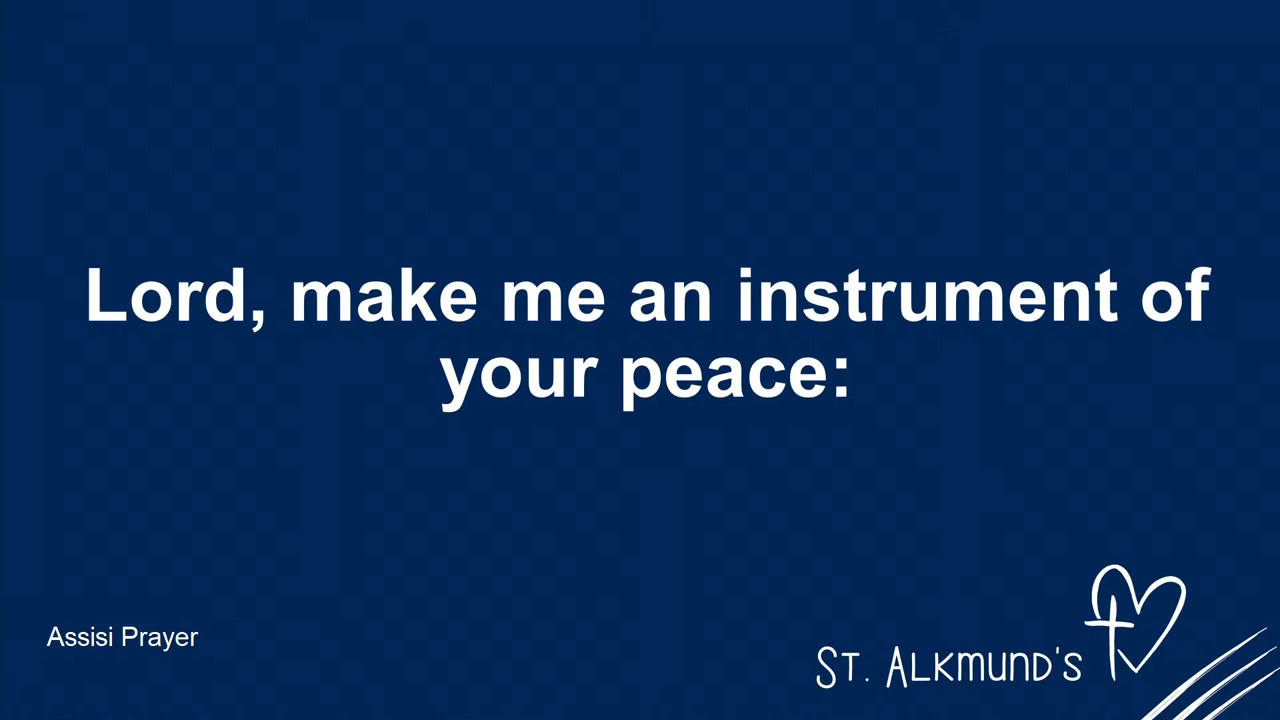 Lord, make me an instrument of
your peace:
Assisi Prayer
St. Alkmund's